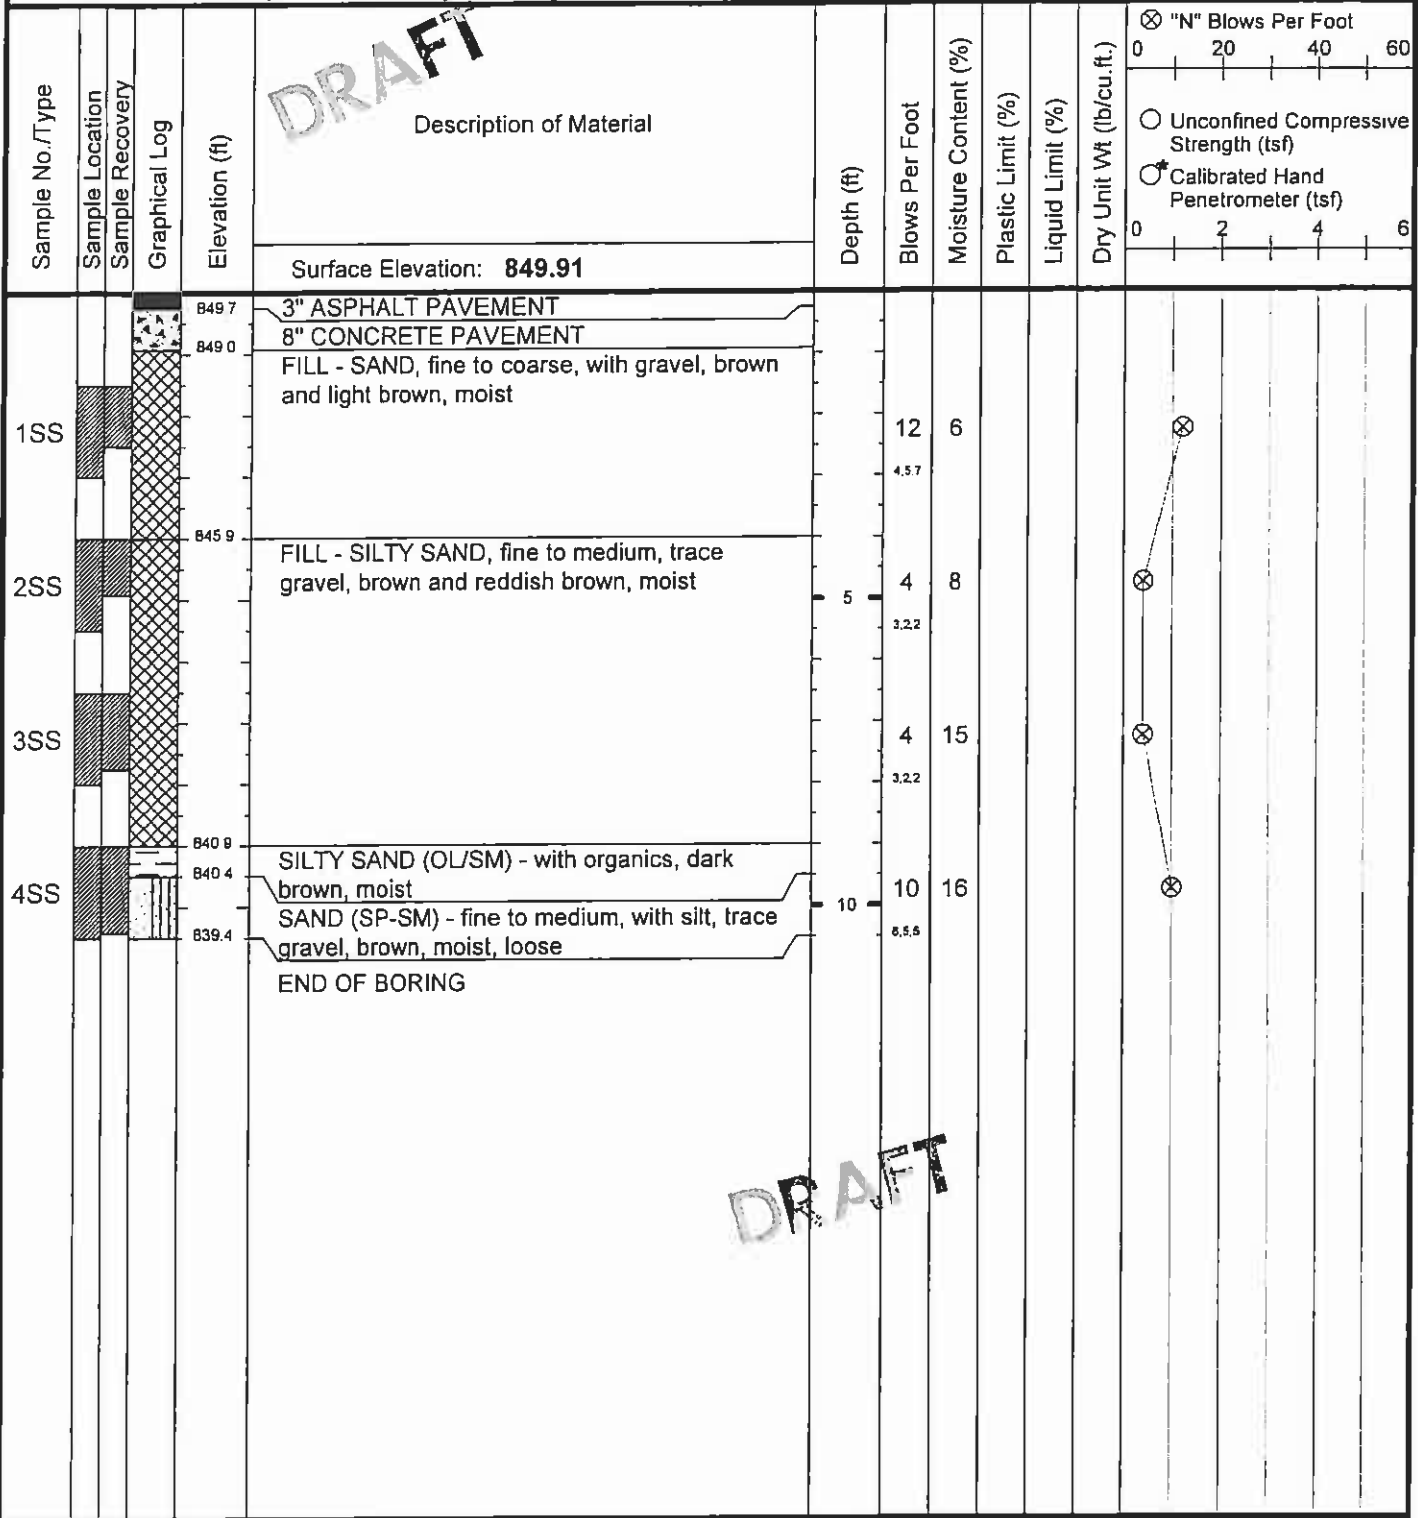 DRAFT
Sample No./Type
Sample Location
Sample Recovery
Graphical Log
Elevation (ft)
Description of Material
Surface Elevation: 849.91
Depth (ft)
Blows Per Foot
Moisture Content (%)
Plastic Limit (%)
Liquid Limit (%)
Dry Unit Wt (lb/cu.ft.)
"N" Blows Per Foot
0 20 40 60
Unconfined Compressive
Strength (tsf)
Calibrated Hand
Penetrometer (tsf)
0 2 4 6
849 7
3" ASPHALT PAVEMENT
8" CONCRETE PAVEMENT
849 0
FILL - SAND, fine to coarse, with gravel, brown
and light brown, moist
1SS
12 6
4,5,7
845 9
FILL - SILTY SAND, fine to medium, trace
gravel, brown and reddish brown, moist
2SS
5
4 8
3,2,2
3SS
4 15
3,2,2
840 9
SILTY SAND (OL/SM) - with organics, dark
brown, moist
840 4
4SS
10
10 16
SAND (SP-SM) - fine to medium, with silt, trace
gravel, brown, moist, loose
839.4
END OF BORING
DRAFT